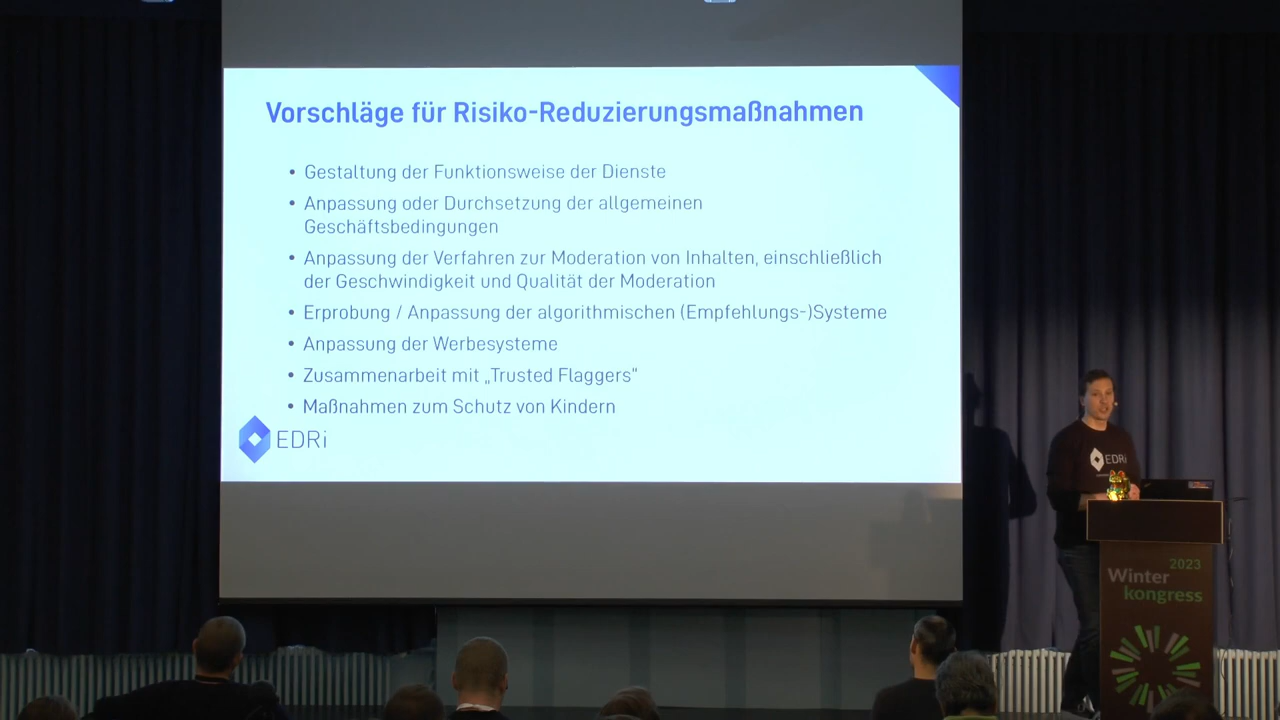 Vorschläge für Risiko-Reduzierungsmaßnahmen
• Gestaltung der Funktionsweise der Dienste
• Anpassung oder Durchsetzung der allgemeinen
Geschäftsbedingungen
• Anpassung der Verfahren zur Moderation von Inhalten, einschließlich
der Geschwindigkeit und Qualität der Moderation
• Erprobung / Anpassung der algorithmischen (Empfehlungs-)Systeme
• Anpassung der Werbesysteme
• Zusammenarbeit mit „Trusted Flaggers“
• Maßnahmen zum Schutz von Kindern
EDRi
EDRi
2023
Winter
kongress